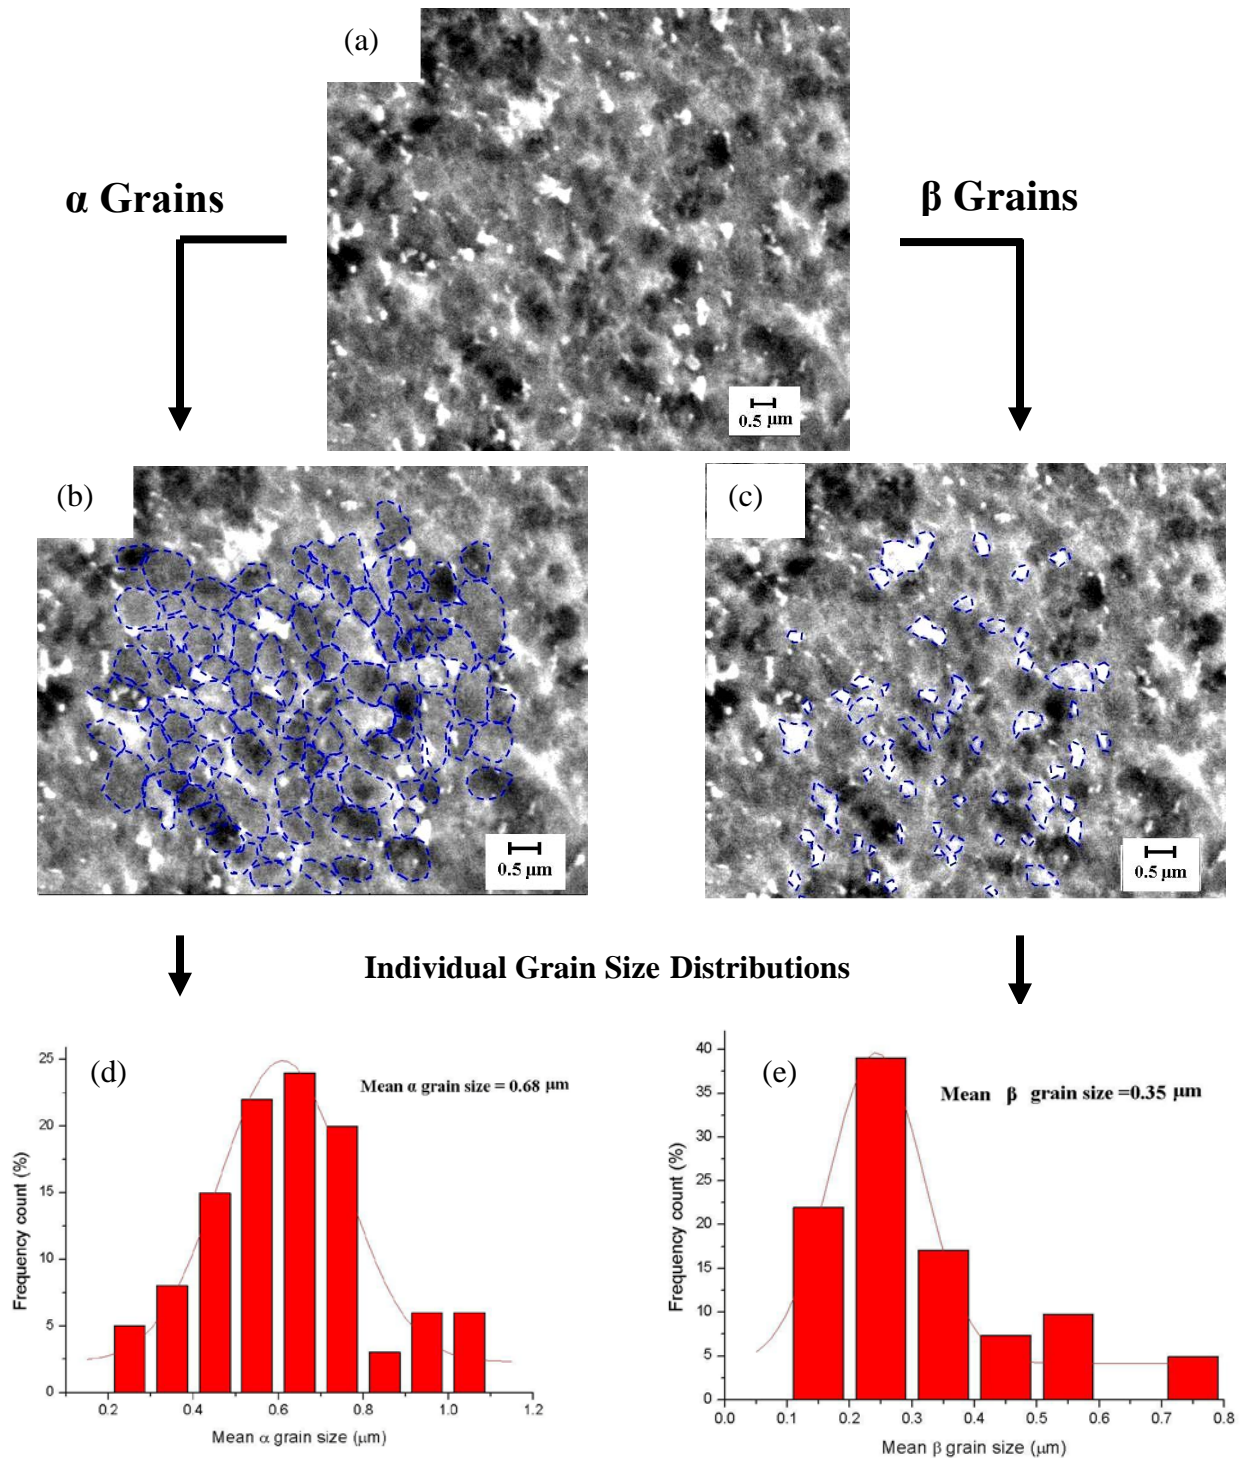 (a)
α Grains
β Grains
0.5 μm
(b)
(c)
0.5 μm
0.5 μm
Individual Grain Size Distributions
(d)
Mean α grain size = 0.68 μm
25
20
15
10
5
0
Frequency count (%)
0.2 0.4 0.6 0.8 1.0 1.2
Mean α grain size (μm)
(e)
Mean β grain size =0.35 μm
40
35
30
25
20
15
10
5
0
Frequency count (%)
0.0 0.1 0.2 0.3 0.4 0.5 0.6 0.7 0.8
Mean β grain size (μm)